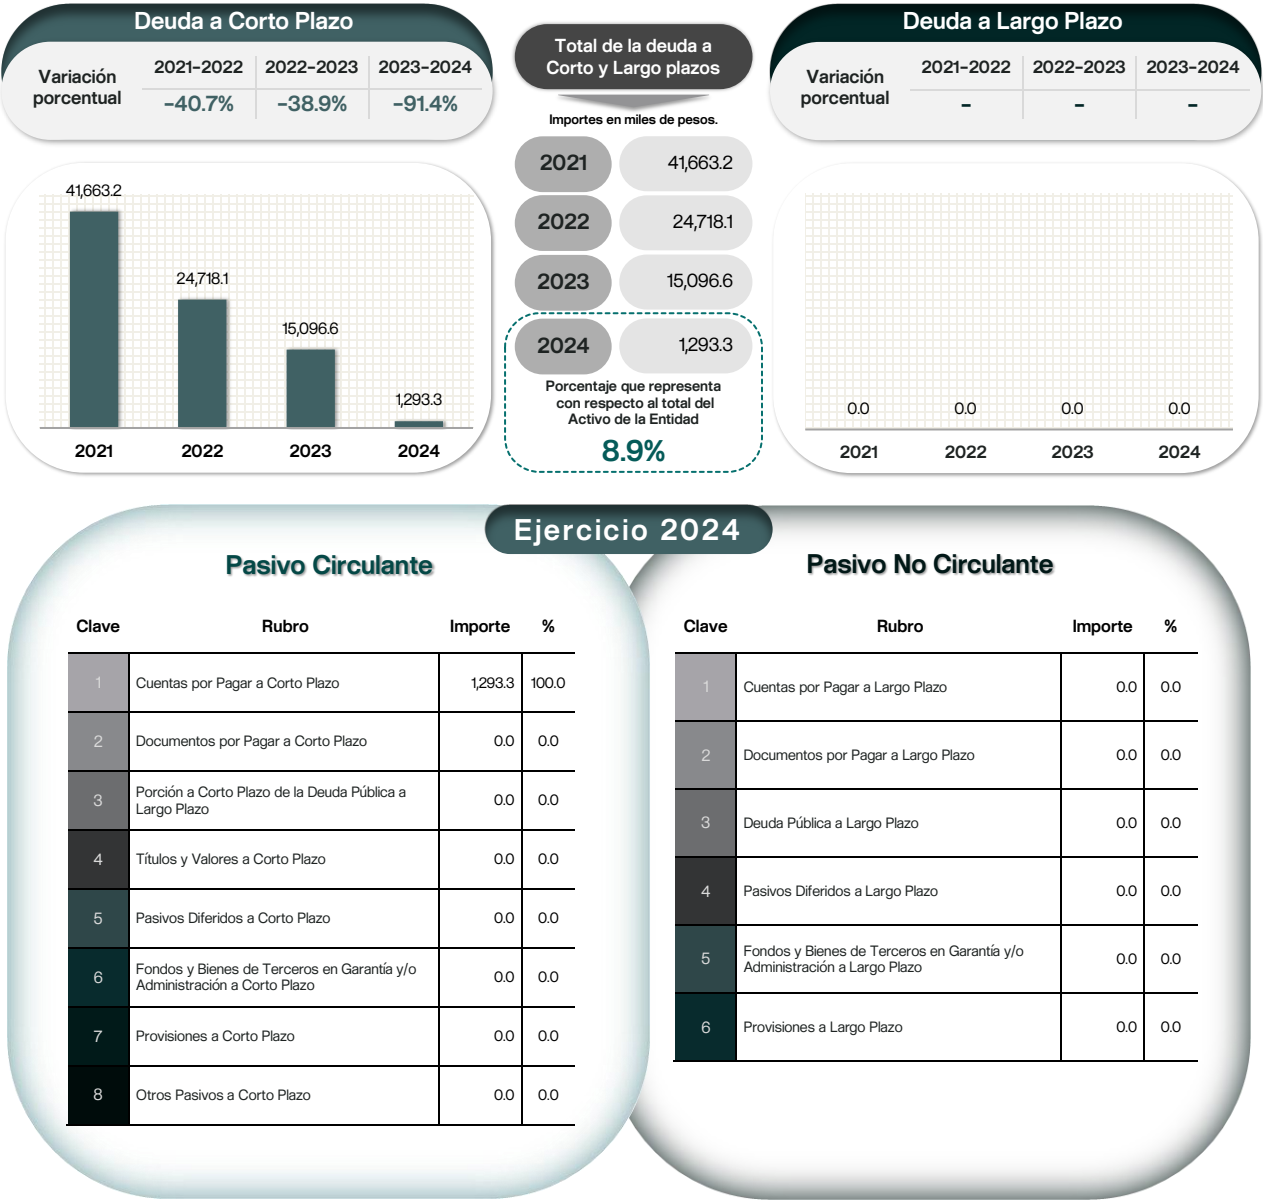 Deuda a Corto Plazo
Variación
porcentual
2021-2022 2022-2023 2023-2024
-40.7% -38.9% -91.4%
41,663.2
24,718.1
15,096.6
1,293.3
2021 2022 2023 2024
Total de la deuda a
Corto y Largo plazos
Importes en miles de pesos.
2021 41,663.2
2022 24,718.1
2023 15,096.6
2024 1,293.3
Porcentaje que representa
con respecto al total del
Activo de la Entidad
8.9%
Deuda a Largo Plazo
Variación
porcentual
2021-2022 2022-2023 2023-2024
- - -
0.0 0.0 0.0 0.0
2021 2022 2023 2024
Ejercicio 2024
Pasivo Circulante
Clave Rubro Importe %
1 Cuentas por Pagar a Corto Plazo 1,293.3 100.0
2 Documentos por Pagar a Corto Plazo 0.0 0.0
3 Porción a Corto Plazo de la Deuda Pública a
Largo Plazo 0.0 0.0
4 Títulos y Valores a Corto Plazo 0.0 0.0
5 Pasivos Diferidos a Corto Plazo 0.0 0.0
6 Fondos y Bienes de Terceros en Garantía y/o
Administración a Corto Plazo 0.0 0.0
7 Provisiones a Corto Plazo 0.0 0.0
8 Otros Pasivos a Corto Plazo 0.0 0.0
Pasivo No Circulante
Clave Rubro Importe %
1 Cuentas por Pagar a Largo Plazo 0.0 0.0
2 Documentos por Pagar a Largo Plazo 0.0 0.0
3 Deuda Pública a Largo Plazo 0.0 0.0
4 Pasivos Diferidos a Largo Plazo 0.0 0.0
5 Fondos y Bienes de Terceros en Garantía y/o
Administración a Largo Plazo 0.0 0.0
6 Provisiones a Largo Plazo 0.0 0.0